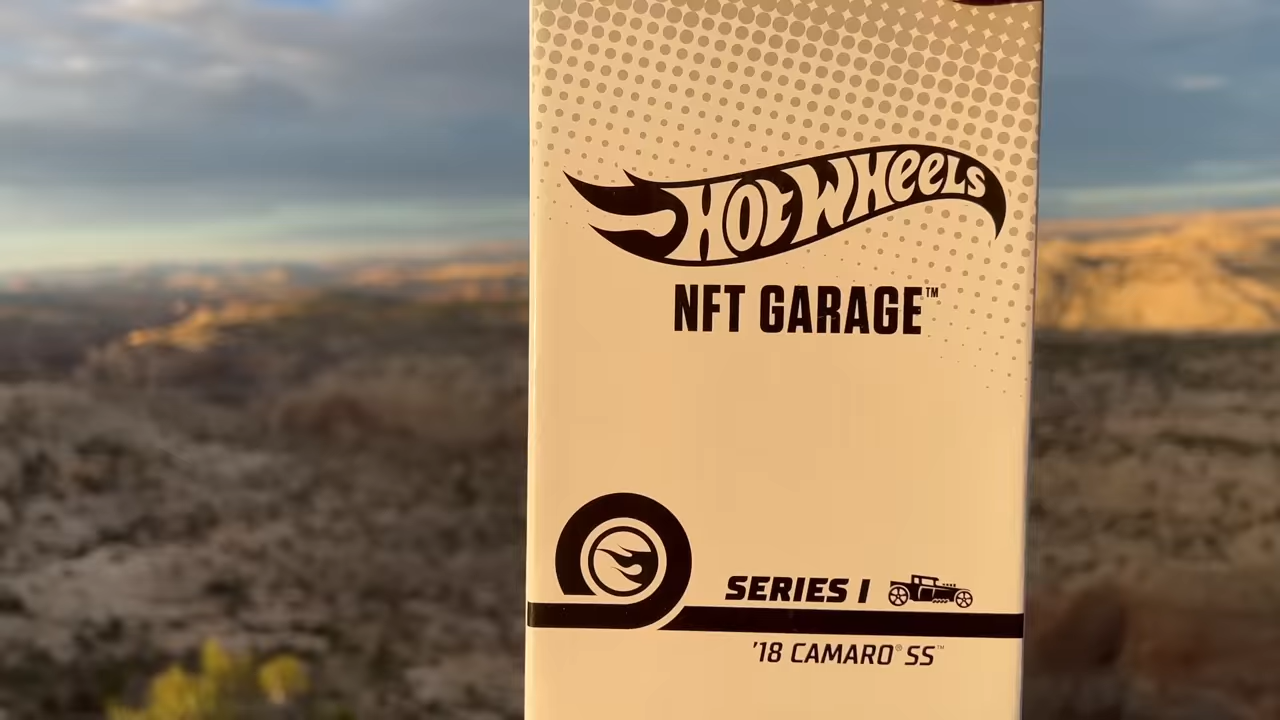 HOT WHEELS
NFT GARAGE™
SERIES I
'18 CAMARO® SS™